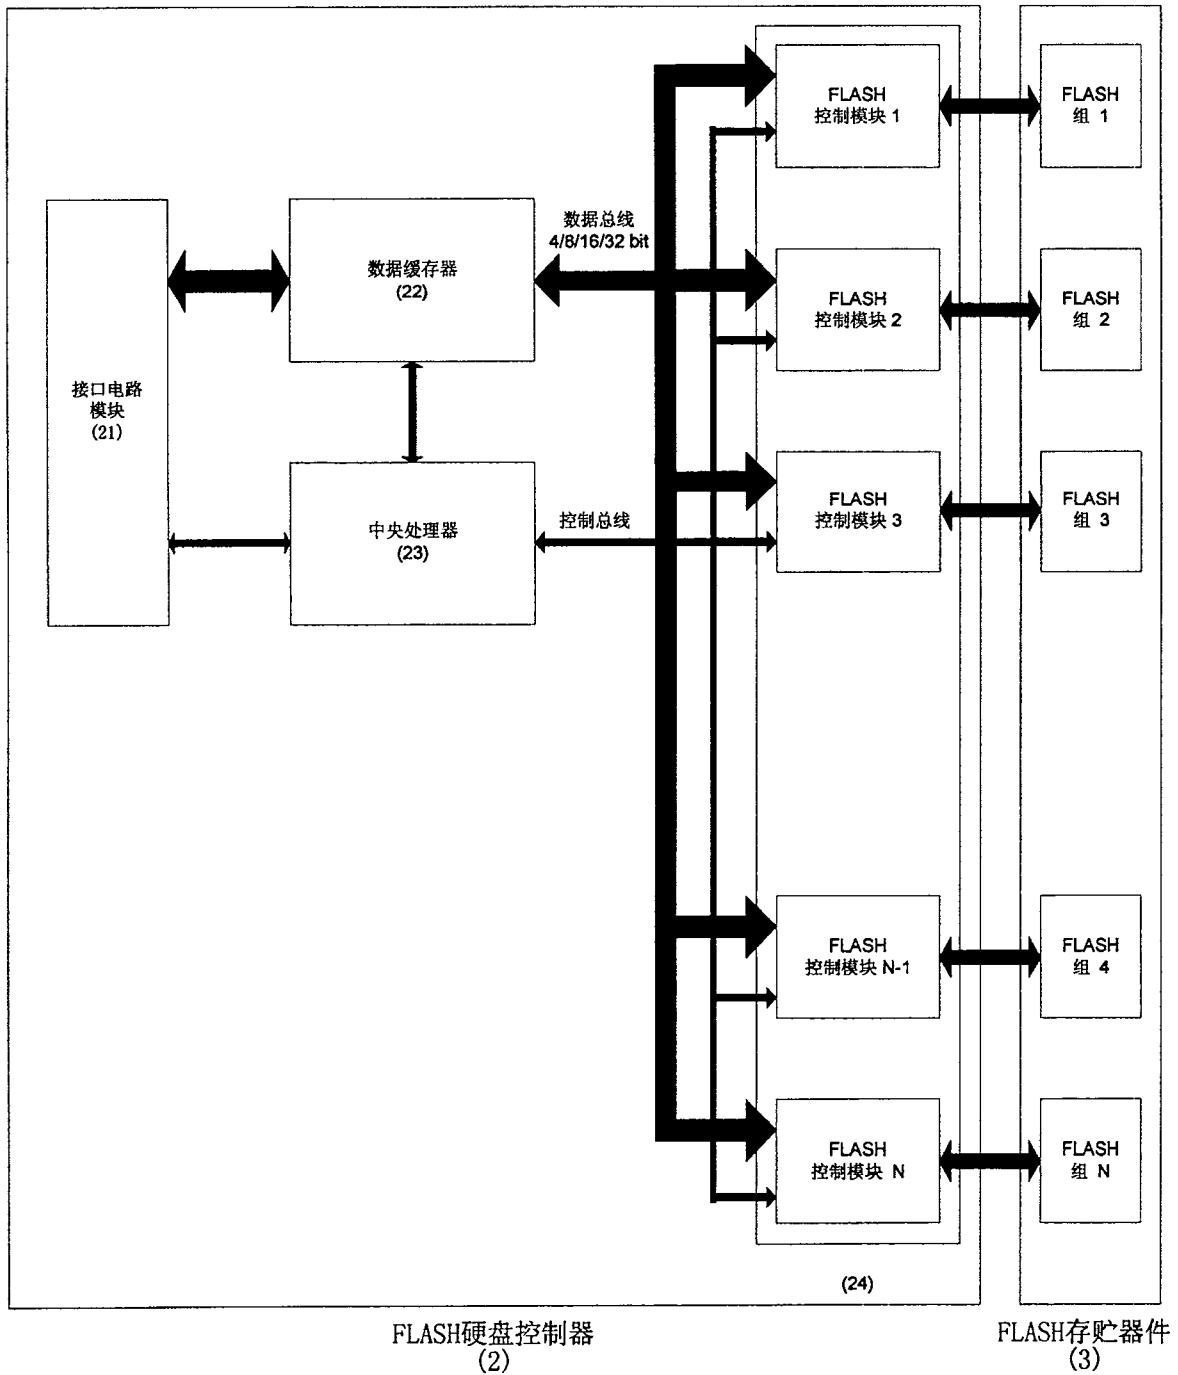 FLASH
控制模块 1
FLASH
组 1
数据总线
4/8/16/32 bit
数据缓存器
(22)
FLASH
控制模块 2
FLASH
组 2
接口电路
模块
(21)
FLASH
控制模块 3
FLASH
组 3
中央处理器
(23)
控制总线
FLASH
控制模块 N-1
FLASH
组 4
FLASH
控制模块 N
FLASH
组 N
(24)
FLASH硬盘控制器
(2)
FLASH存贮器件
(3)